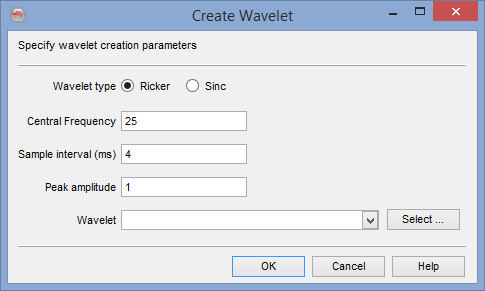 Create Wavelet
Specify wavelet creation parameters
Wavelet type Ricker Sinc
Central Frequency 25
Sample interval (ms) 4
Peak amplitude 1
Wavelet Select ...
OK Cancel Help